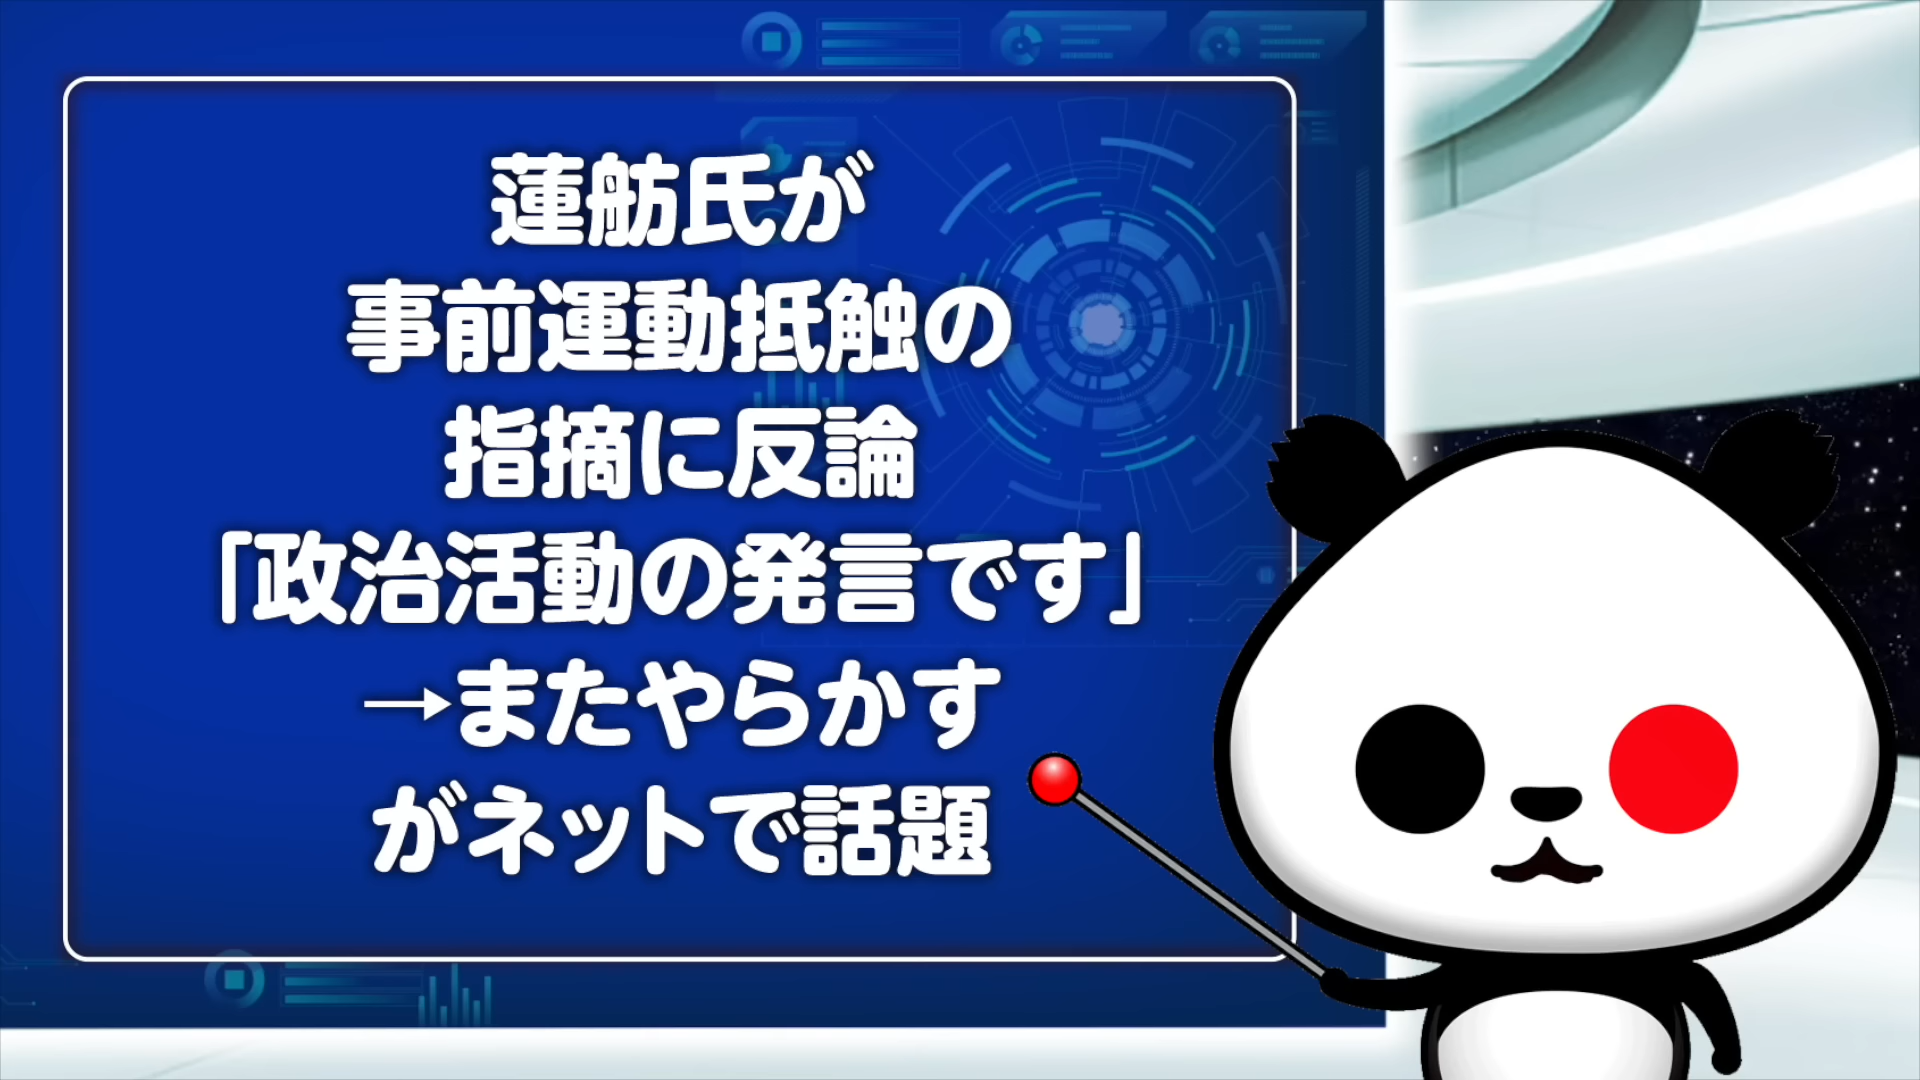 蓮舫氏が
事前運動抵触の
指摘に反論
「政治活動の発言です」
→またやらかす
がネットで話題